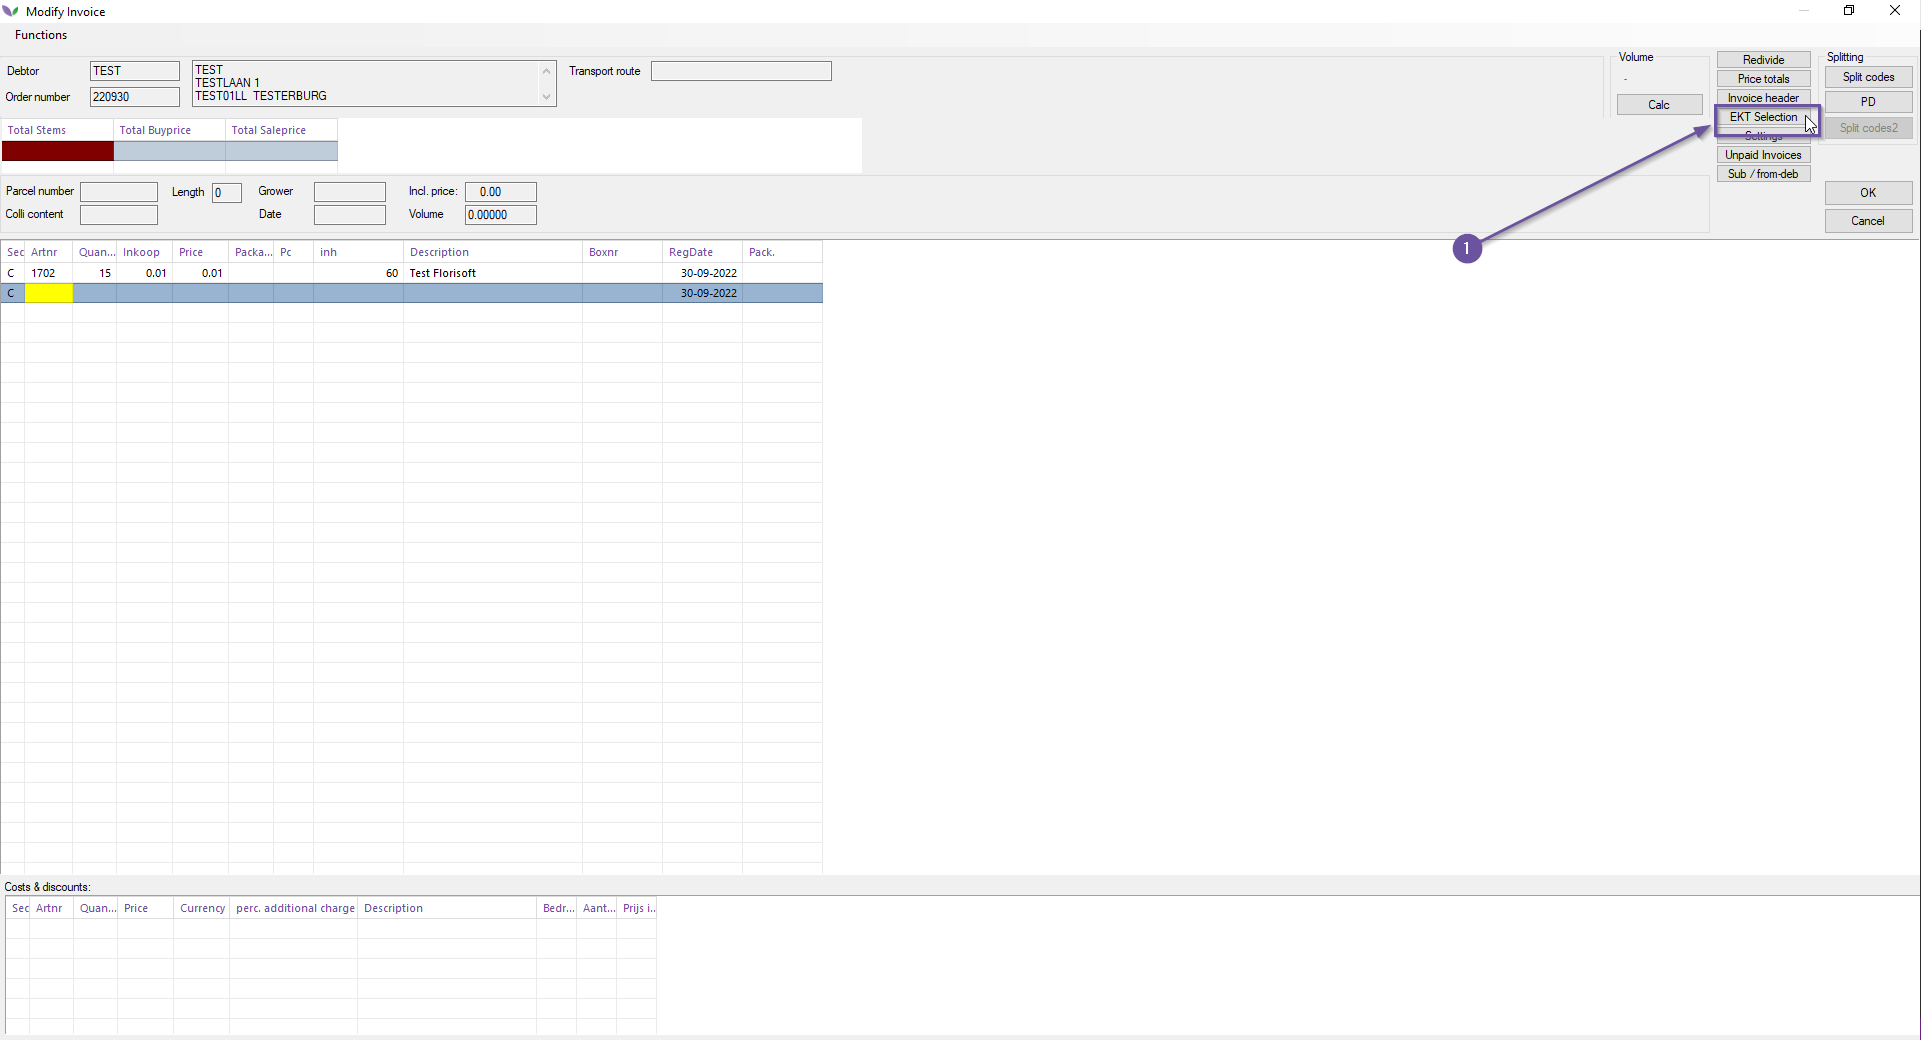 Modify Invoice
Functions
Debtor TEST
Order number 220930
TEST
TESTLAAN 1
TEST01LL TESTERBURG
Transport route
Volume
-
Calc
Redivide
Price totals
Invoice header
EKT Selection
Settings
Unpaid Invoices
Sub / from-deb
Splitting
Split codes
PD
Split codes2
OK
Cancel
Total Stems Total Buyprice Total Saleprice
Parcel number Length 0 Grower Incl. price: 0.00
Colli content Date Volume 0.00000
1
Sec Artnr Quan... Inkoop Price Packa... Pc inh Description Boxnr RegDate Pack.
C 1702 15 0.01 0.01 60 Test Florisoft 30-09-2022
C 30-09-2022
Costs & discounts:
Sec Artnr Quan... Price Currency perc. additional charge Description Bedr... Aant... Prijs i...